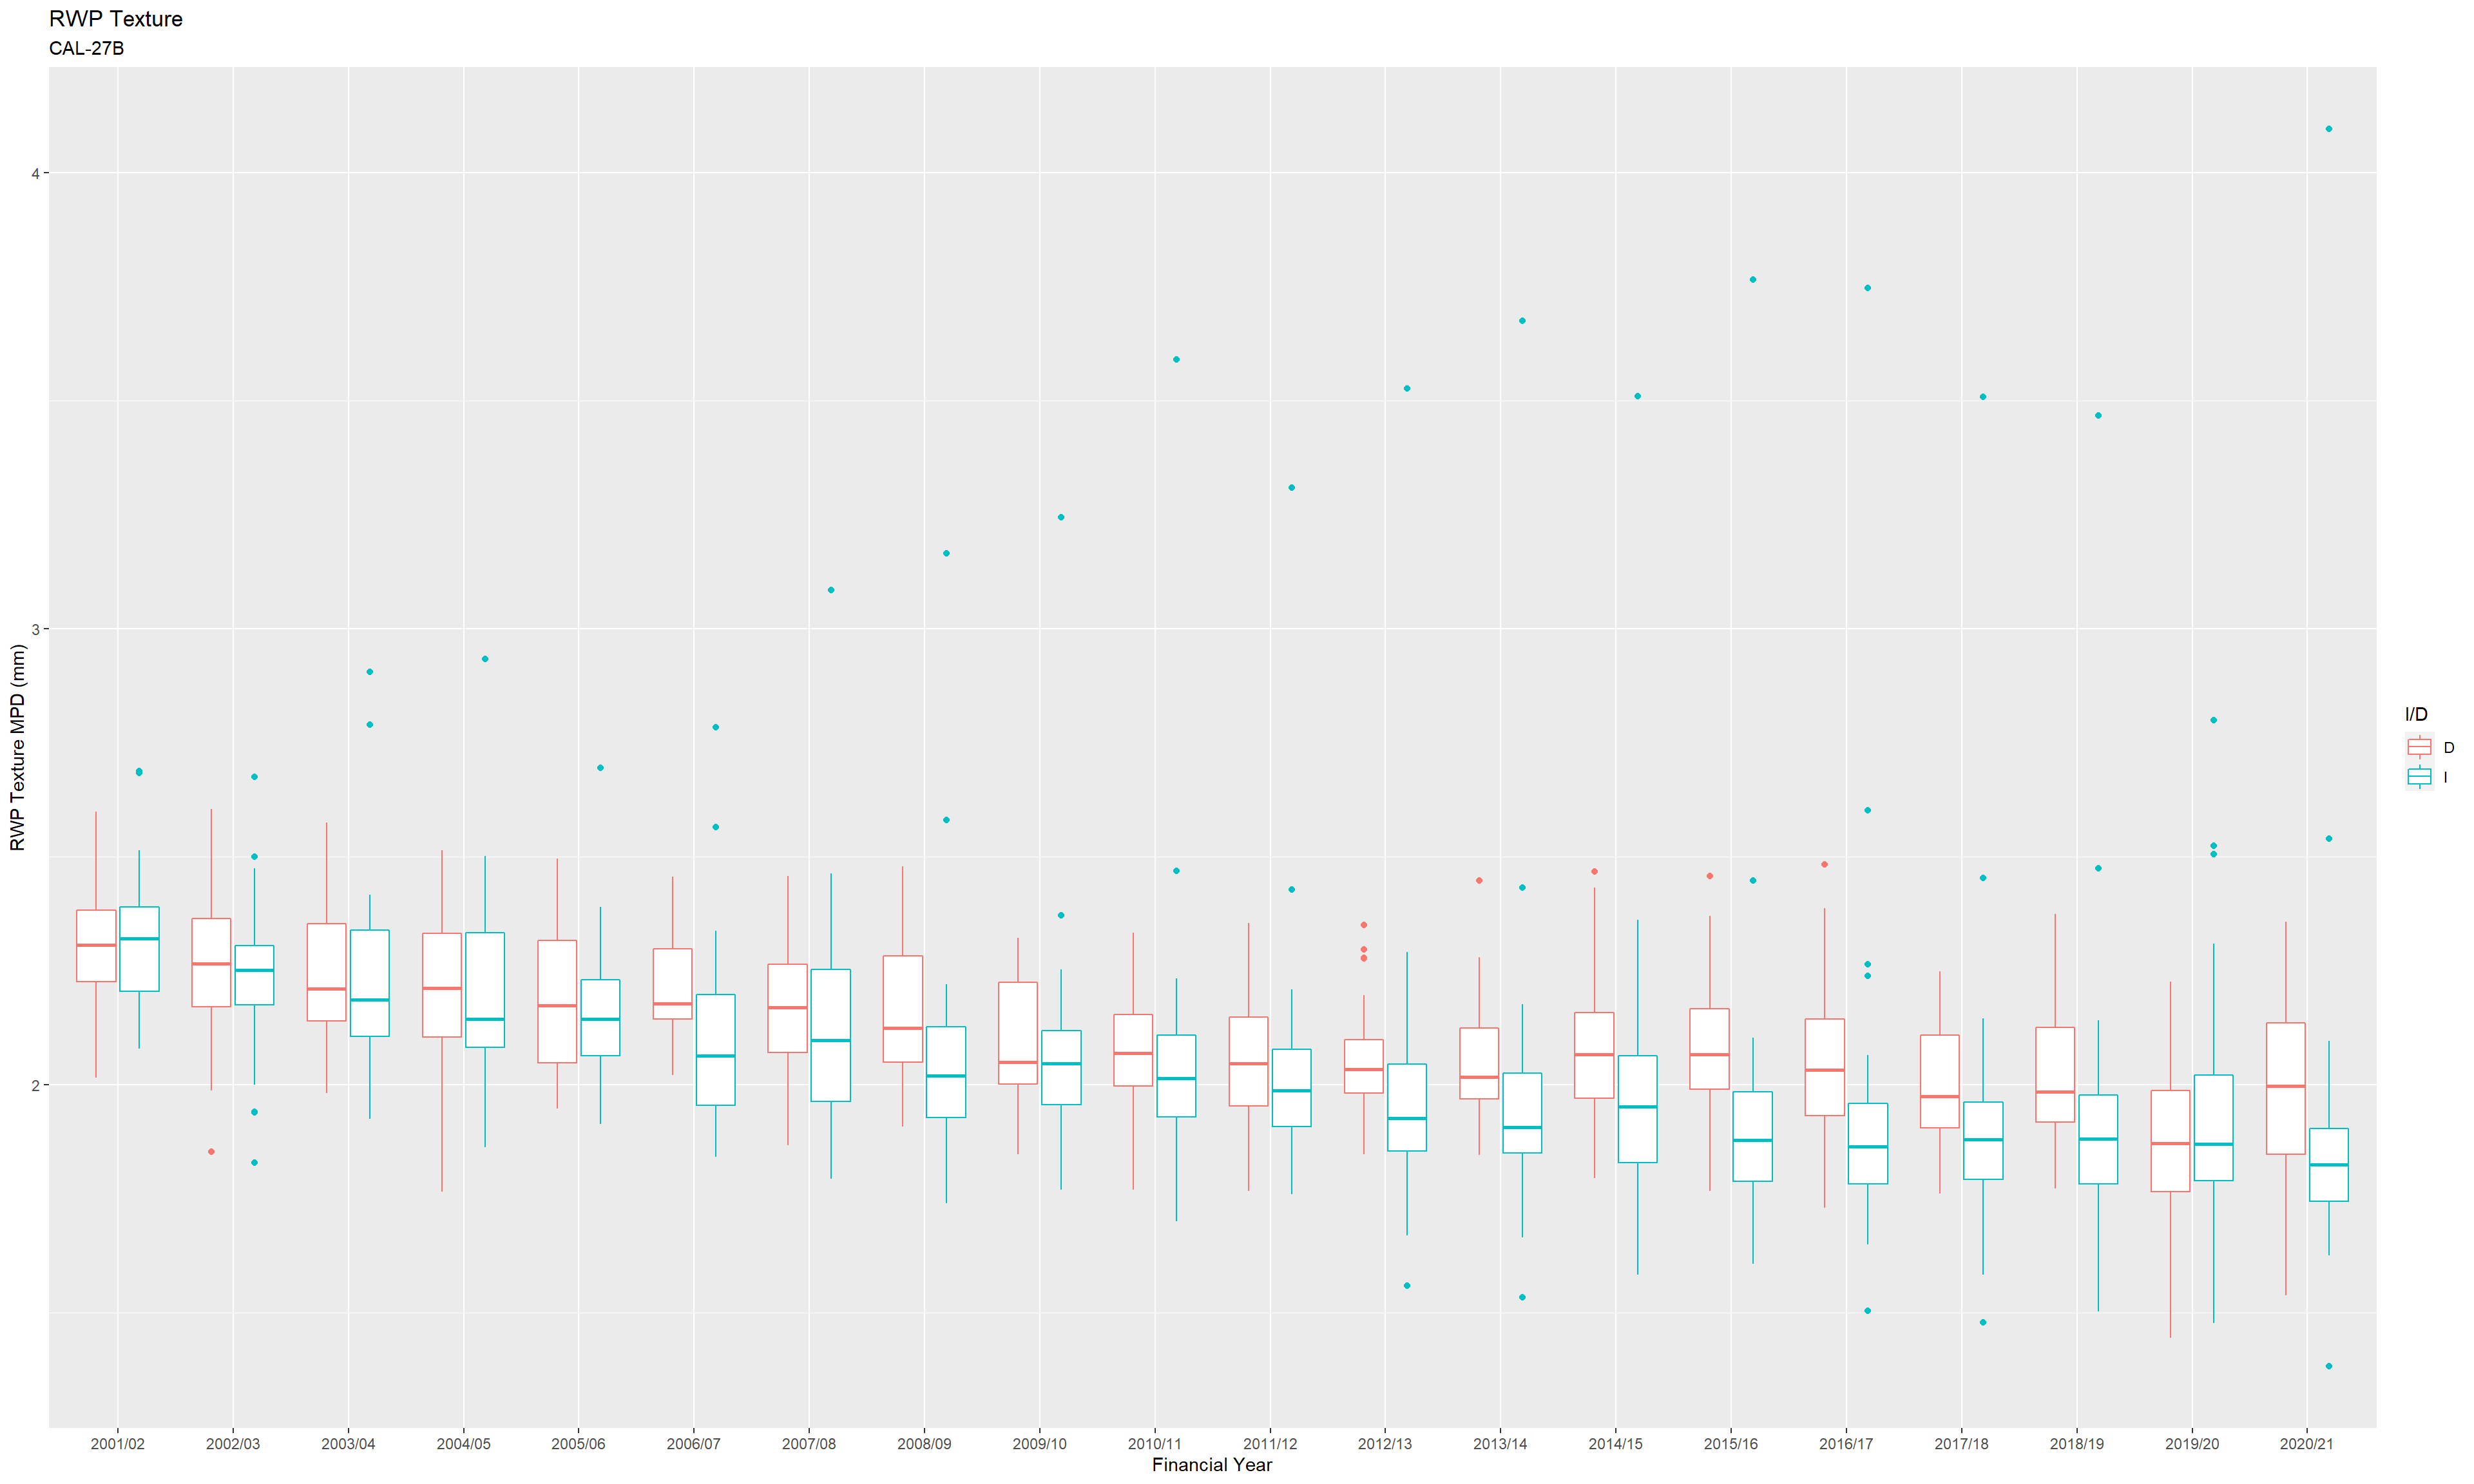 RWP Texture
CAL-27B
RWP Texture MPD (mm)
4
3
2
2001/02 2002/03 2003/04 2004/05 2005/06 2006/07 2007/08 2008/09 2009/10 2010/11 2011/12 2012/13 2013/14 2014/15 2015/16 2016/17 2017/18 2018/19 2019/20 2020/21
Financial Year
I/D
D
I